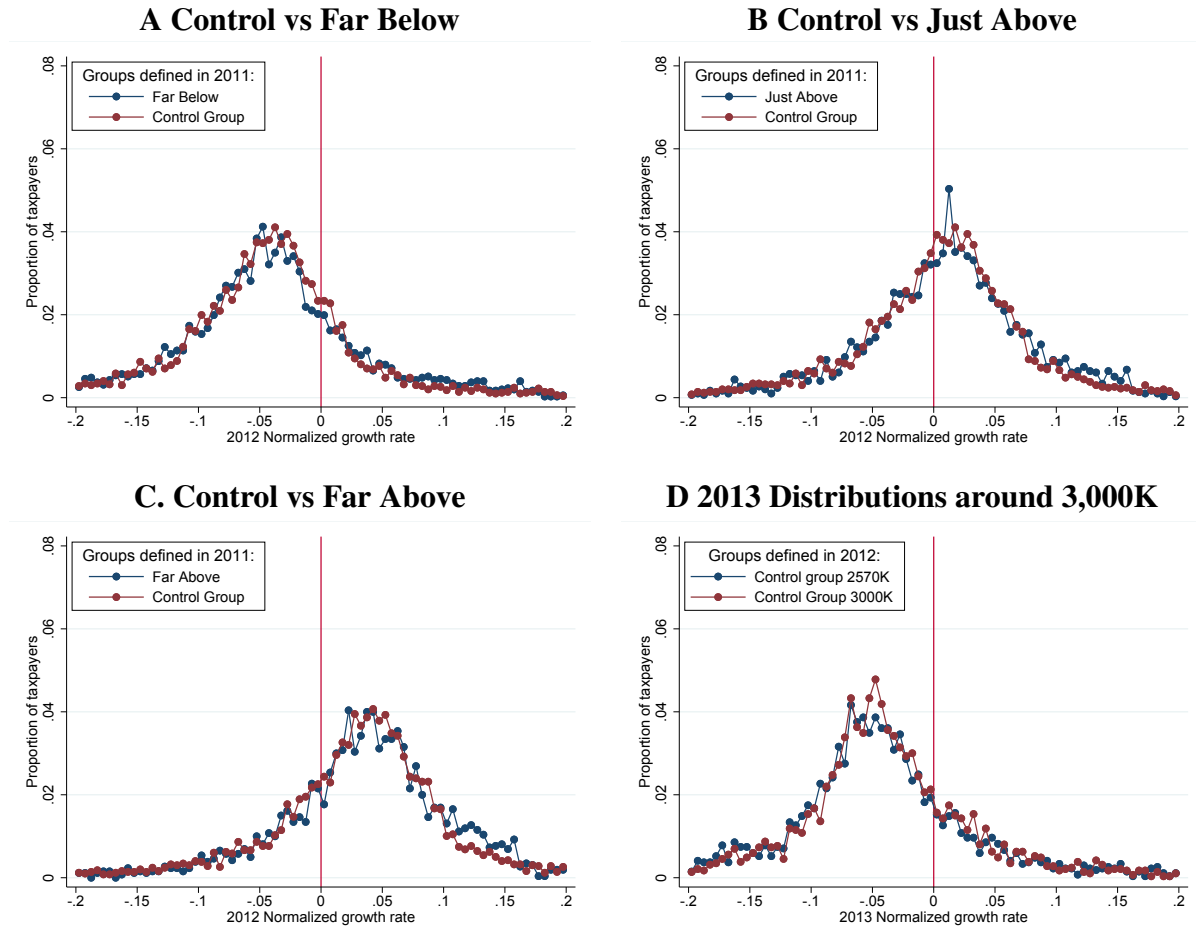 A Control vs Far Below
Groups defined in 2011:
Far Below
Control Group
Proportion of taxpayers
0 .02 .04 .06 .08
-.2 -.15 -.1 -.05 0 .05 .1 .15 .2
2012 Normalized growth rate
B Control vs Just Above
Groups defined in 2011:
Just Above
Control Group
Proportion of taxpayers
0 .02 .04 .06 .08
-.2 -.15 -.1 -.05 0 .05 .1 .15 .2
2012 Normalized growth rate
C. Control vs Far Above
Groups defined in 2011:
Far Above
Control Group
Proportion of taxpayers
0 .02 .04 .06 .08
-.2 -.15 -.1 -.05 0 .05 .1 .15 .2
2012 Normalized growth rate
D 2013 Distributions around 3,000K
Groups defined in 2012:
Control group 2570K
Control Group 3000K
Proportion of taxpayers
0 .02 .04 .06 .08
-.2 -.15 -.1 -.05 0 .05 .1 .15 .2
2013 Normalized growth rate